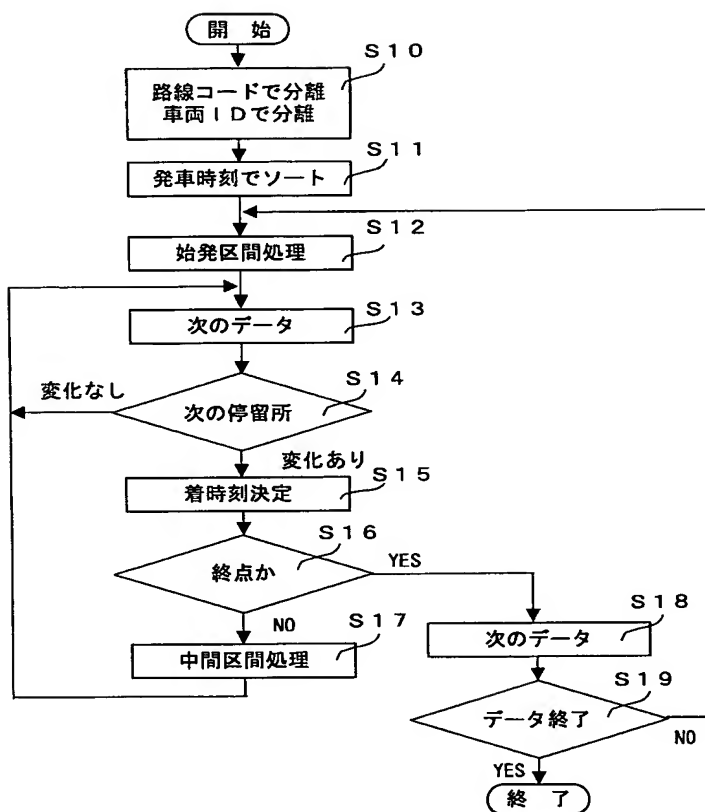 開 始
S10
路線コードで分離
車両IDで分離
S11
発車時刻でソート
S12
始発区間処理
S13
次のデータ
S14
変化なし
次の停留所
変化あり
S15
着時刻決定
S16
終点か
YES
NO
S17
中間区間処理
S18
次のデータ
S19
データ終了
NO
YES
終 了